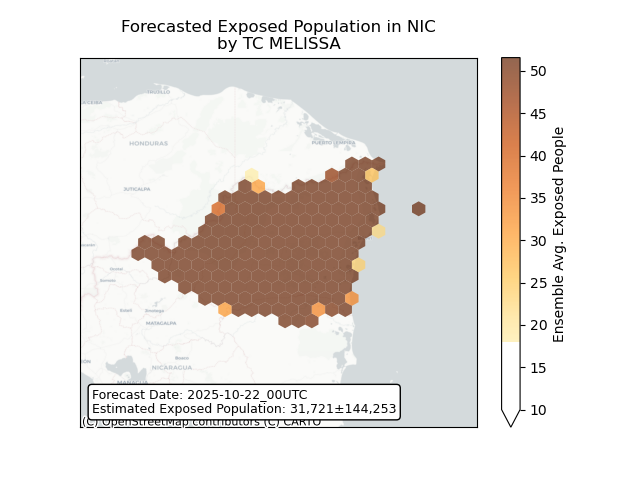 Forecasted Exposed Population in NIC
by TC MELISSA
HONDURAS
PUERTO LEMPIRA
JUTICALPA
MATAGALPA
NICARAGUA
MANAGUA
Forecast Date: 2025-10-22_00UTC
Estimated Exposed Population: 31,721±144,253
(C) OpenStreetMap contributors (C) CARTO
50
45
40
35
30
25
20
15
10
Ensemble Avg. Exposed People